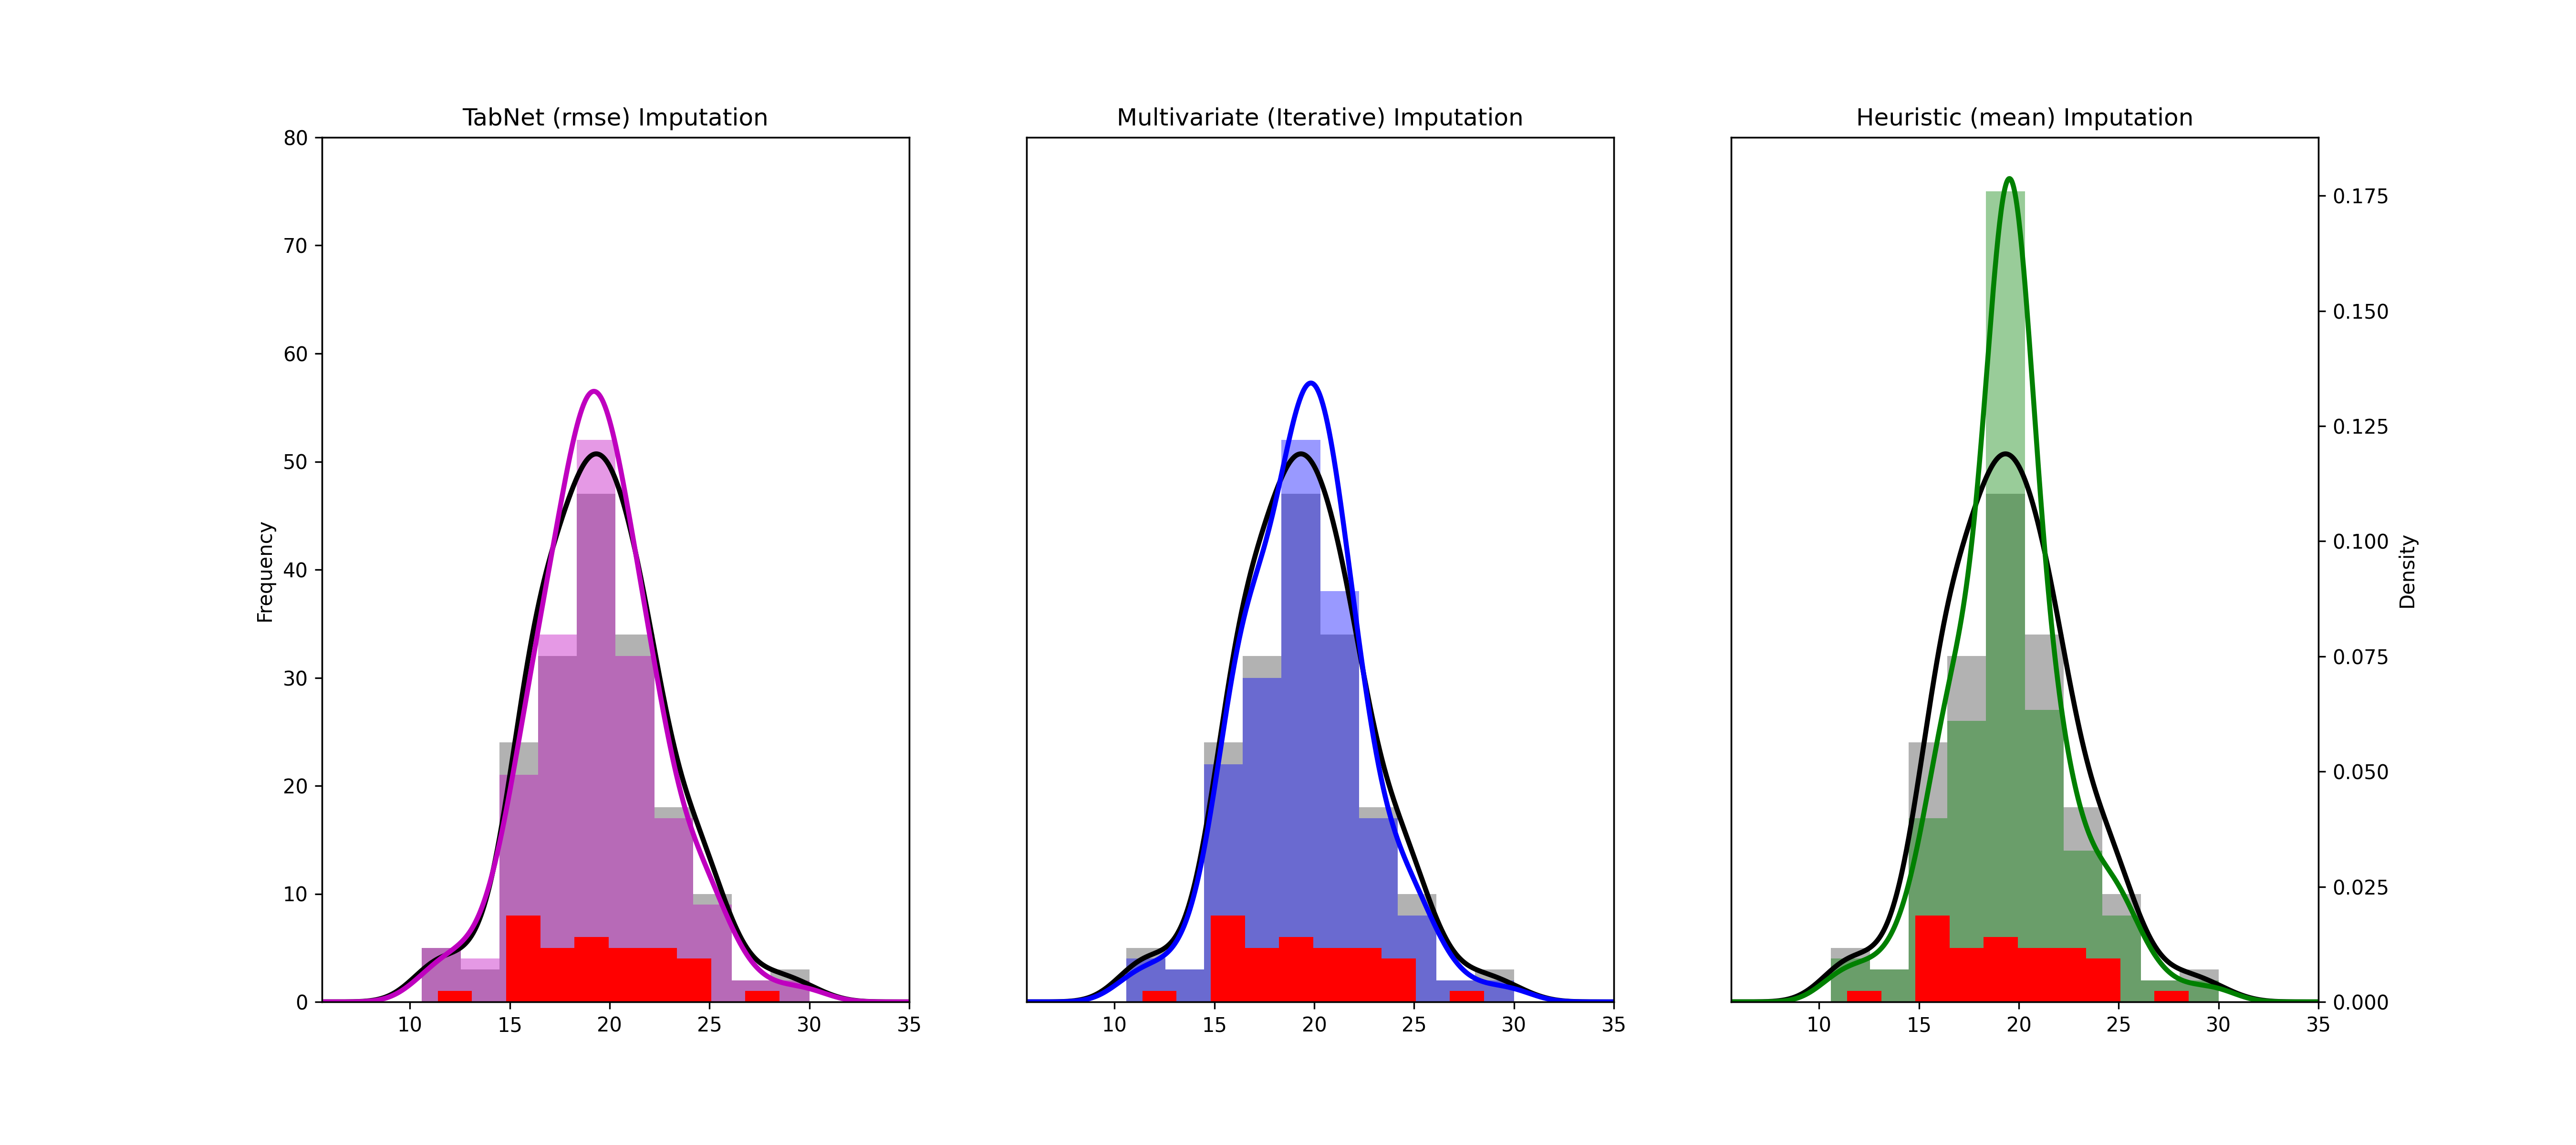 TabNet (rmse) Imputation
Multivariate (Iterative) Imputation
Heuristic (mean) Imputation
80
70
60
50
40
30
20
10
0
Frequency
10 15 20 25 30 35
10 15 20 25 30 35
10 15 20 25 30 35
0.175
0.150
0.125
0.100
0.075
0.050
0.025
0.000
Density